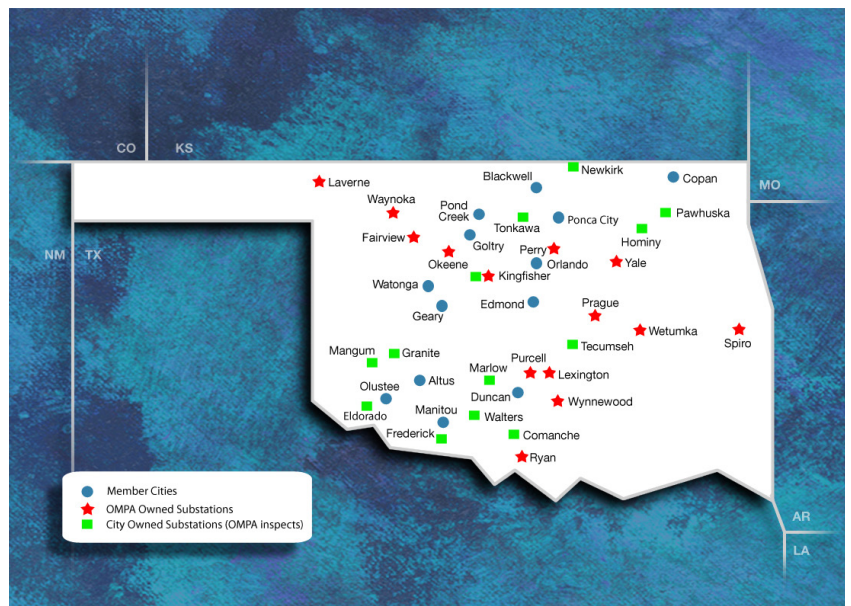 CO
KS
MO
NM
TX
AR
LA
Laverne
Waynoka
Fairview
Okeene
Pond
Creek
Goltry
Blackwell
Tonkawa
Newkirk
Ponca City
Copan
Pawhuska
Hominy
Perry
Orlando
Yale
Kingfisher
Watonga
Geary
Edmond
Prague
Wetumka
Spiro
Tecumseh
Mangum
Granite
Altus
Olustee
Eldorado
Manitou
Frederick
Marlow
Purcell
Lexington
Duncan
Wynnewood
Walters
Comanche
Ryan
Member Cities
OMPA Owned Substations
City Owned Substations (OMPA inspects)